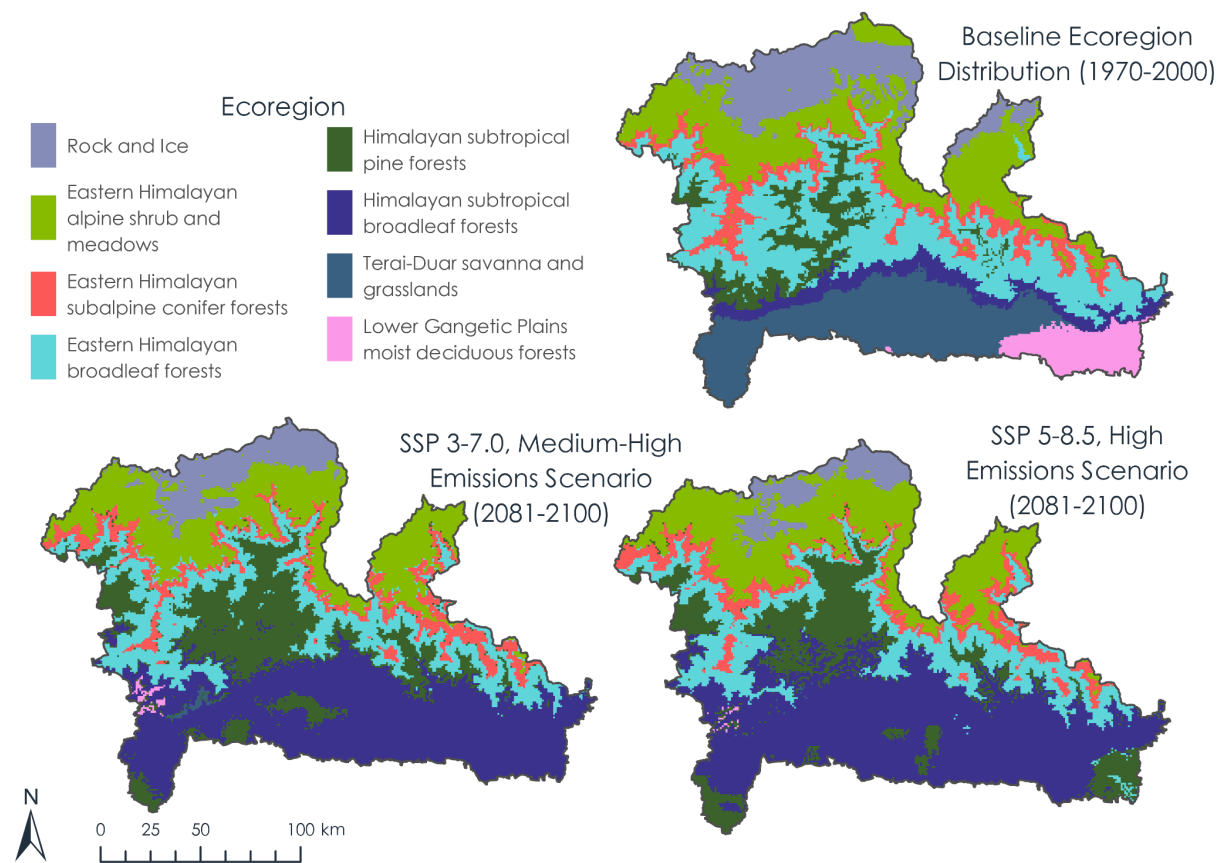 Baseline Ecoregion
Distribution (1970-2000)
Ecoregion
Rock and Ice
Eastern Himalayan
alpine shrub and
meadows
Eastern Himalayan
subalpine conifer forests
Eastern Himalayan
broadleaf forests
Himalayan subtropical
pine forests
Himalayan subtropical
broadleaf forests
Terai-Duar savanna and
grasslands
Lower Gangetic Plains
moist deciduous forests
SSP 3-7.0, Medium-High
Emissions Scenario
(2081-2100)
SSP 5-8.5, High
Emissions Scenario
(2081-2100)
N
0 25 50 100 km